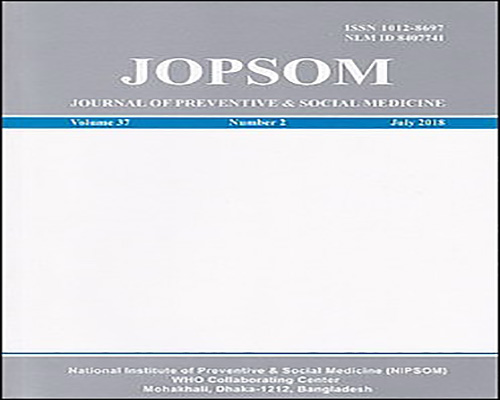 ISSN 1012-8697
NLM ID 8407741
JOPSOM
JOURNAL OF PREVENTIVE & SOCIAL MEDICINE
Volume 37 Number 2 July 2018
National Institute of Preventive & Social Medicine (NIPSOM)
WHO Collaborating Center
Mohakhali, Dhaka-1212, Bangladesh